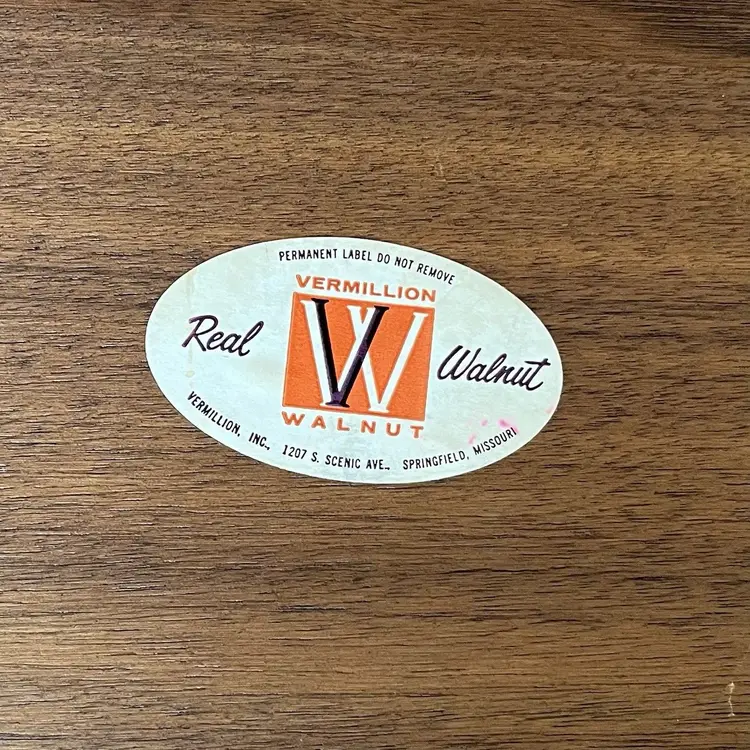 PERMANENT LABEL DO NOT REMOVE
VERMILLION
Real
VW
Walnut
WALNUT
VERMILLION, INC., 1207 S. SCENIC AVE., SPRINGFIELD, MISSOURI